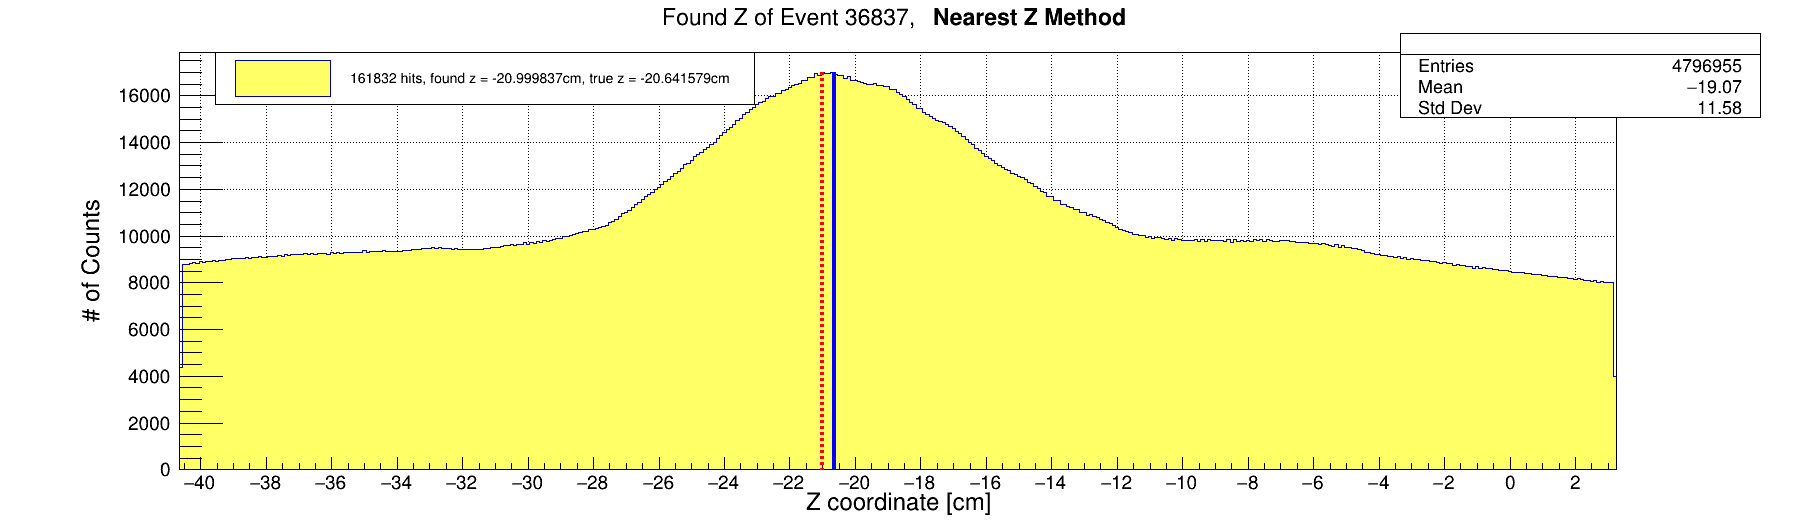 Found Z of Event 36837, Nearest Z Method
161832 hits, found z = -20.999837cm, true z = -20.641579cm
Entries 4796955
Mean −19.07
Std Dev 11.58
16000
14000
12000
10000
8000
6000
4000
2000
0
# of Counts
−40 −38 −36 −34 −32 −30 −28 −26 −24 −22 −20 −18 −16 −14 −12 −10 −8 −6 −4 −2 0 2
Z coordinate [cm]